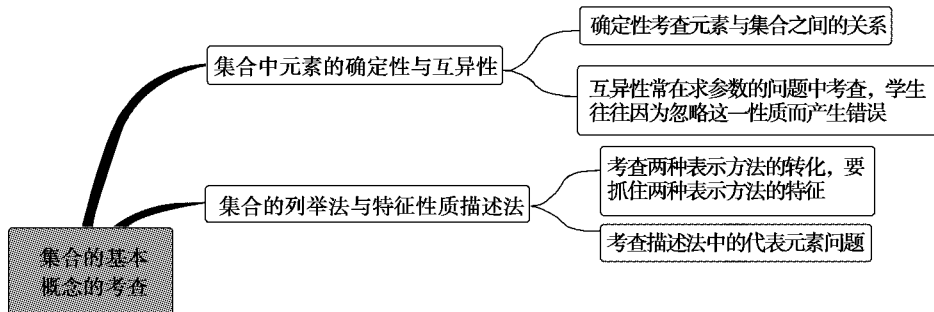 确定性考查元素与集合之间的关系
集合中元素的确定性与互异性
互异性常在求参数的问题中考查，学生
往往因为忽略这一性质而产生错误
考查两种表示方法的转化，要
抓住两种表示方法的特征
集合的列举法与特征性质描述法
考查描述法中的代表元素问题
集合的基本
概念的考查